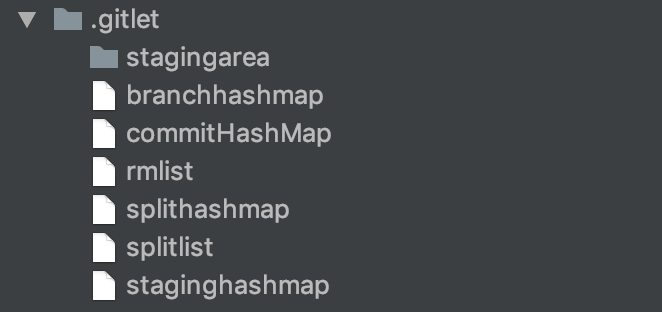 .gitlet
stagingarea
branchhashmap
commitHashMap
rmlist
splithashmap
splitlist
staginghashmap